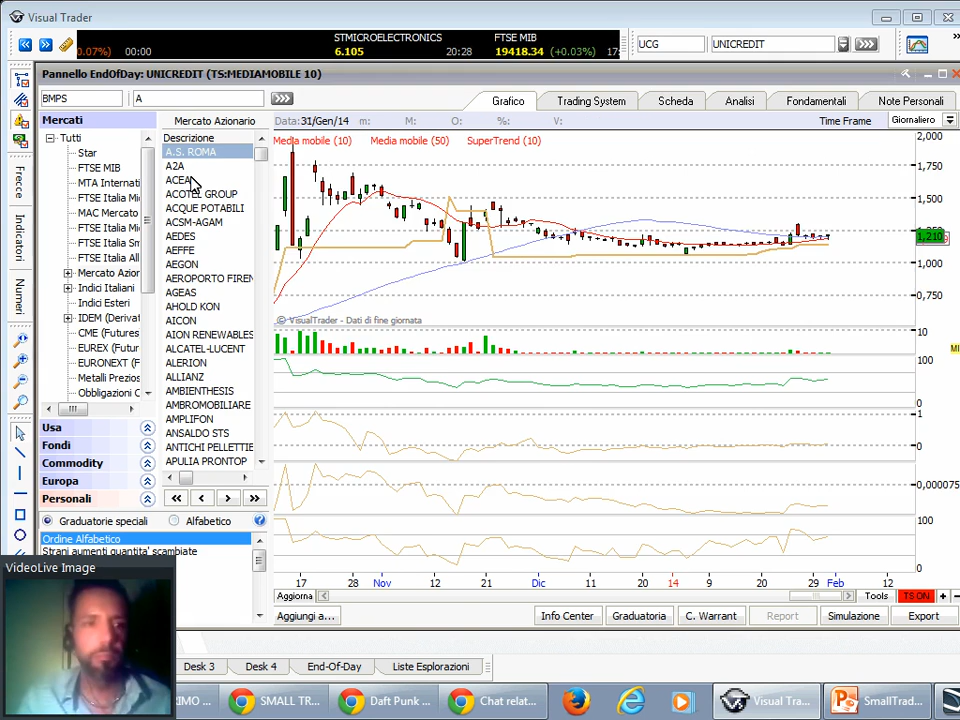 Visual Trader
STMICROELECTRONICS
FTSE MIB
0.07%)
00:00
6.105
20:28
19418.34
(+0.03%)
17:
UCG
UNICREDIT
Pannello EndOfDay: UNICREDIT (TS:MEDIAMOBILE 10)
BMPS
A
Grafico
Trading System
Scheda
Analisi
Fondamentali
Note Personali
Mercati
Mercato Azionario
Data:31/Gen/14
m:
M:
O:
V:
Time Frame
Giornaliero
Tutti
Star
FTSE MIB
MTA Internati
FTSE Italia Mi
MAC Mercato
FTSE Italia Mi
FTSE Italia Sm
FTSE Italia All
Mercato Azior
Indici Italiani
Indici Esteri
IDEM (Derivat
CME (Futures
EUREX (Futur
EURONEXT (F
Metalli Prezios
Obbligazioni C
Descrizione
A.S. ROMA
A2A
ACEA
ACOTEL GROUP
ACQUE POTABILI
ACSM-AGAM
AEDES
AEFFE
AEGON
AEROPORTO FIREN
AGEAS
AHOLD KON
AICON
AION RENEWABLES
ALCATEL-LUCENT
ALERION
ALLIANZ
AMBIENTHESIS
AMBROMOBILIARE
AMPLIFON
ANSALDO STS
ANTICHI PELLETTIE
APULIA PRONTOP
Media mobile (10)
Media mobile (50)
SuperTrend (10)
2,000
1,750
1,500
1,210
1,000
0,750
© VisualTrader - Dati di fine giornata
10
100
0
1
0
0,000075
100
0
Frecce
Indicatori
Numeri
Usa
Fondi
Commodity
Europa
Personali
Graduatorie speciali
Alfabetico
Ordine Alfabetico
Strani aumenti quantita' scambiate
17
28
Nov
12
21
Dic
11
20
14
9
20
29
Feb
12
Aggiorna
Tools
TS ON
Aggiungi a...
Info Center
Graduatoria
C. Warrant
Report
Simulazione
Export
VideoLive Image
Desk 3
Desk 4
End-Of-Day
Liste Esplorazioni
XIMO ...
SMALL TR...
Daft Punk ...
Chat relat...
Visual Tra...
SmallTrad...